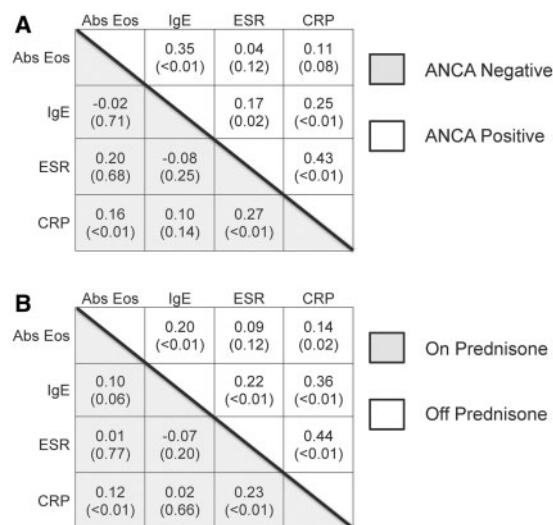 A
Abs Eos IgE ESR CRP
Abs Eos 0.35 0.04 0.11
(<0.01) (0.12) (0.08)
IgE -0.02 0.17 0.25
(0.71) (0.02) (<0.01)
ESR 0.20 -0.08 0.43
(0.68) (0.25) (<0.01)
CRP 0.16 0.10 0.27
(<0.01) (0.14) (<0.01)
ANCA Negative
ANCA Positive
B
Abs Eos IgE ESR CRP
Abs Eos 0.20 0.09 0.14
(<0.01) (0.12) (0.02)
IgE 0.10 0.22 0.36
(0.06) (<0.01) (<0.01)
ESR 0.01 -0.07 0.44
(0.77) (0.20) (<0.01)
CRP 0.12 0.02 0.23
(<0.01) (0.66) (<0.01)
On Prednisone
Off Prednisone